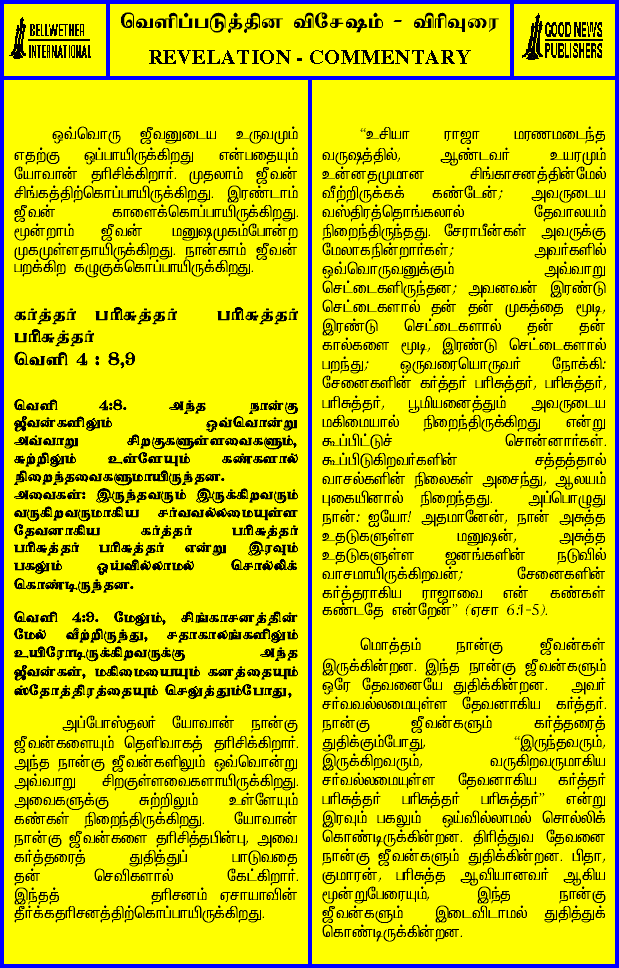 BELLWETHER
INTERNATIONAL
வெளிப்படுத்தின விசேஷம் - விரிவுரை
REVELATION - COMMENTARY
GOOD NEWS
PUBLISHERS
ஒவ்வொரு ஜீவனுடைய உருவமும்
எதற்கு ஒப்பாயிருக்கிறது என்பதையும்
யோவான் தரிசிக்கிறார். முதலாம் ஜீவன்
சிங்கத்திற்கொப்பாயிருக்கிறது. இரண்டாம்
ஜீவன் காளைக்கொப்பாயிருக்கிறது.
மூன்றாம் ஜீவன் மனுஷமுகம்போன்ற
முகமுள்ளதாயிருக்கிறது. நான்காம் ஜீவன்
பறக்கிற கழுகுக்கொப்பாயிருக்கிறது.
கர்த்தர் பரிசுத்தர் பரிசுத்தர்
பரிசுத்தர்
வெளி 4 : 8,9
வெளி 4:8. அந்த நான்கு
ஜீவன்களிலும் ஒவ்வொன்று
அவ்வாறு சிறகுகளுள்ளவைகளும்,
சுற்றிலும் உள்ளேயும் கண்களால்
நிறைந்தவைகளுமாயிருந்தன.
அவைகள்: இருந்தவரும் இருக்கிறவரும்
வருகிறவருமாகிய சர்வவல்லமையுள்ள
தேவனாகிய கர்த்தர் பரிசுத்தர்
பரிசுத்தர் பரிசுத்தர் என்று இரவும்
பகலும் ஓய்வில்லாமல் சொல்லிக்
கொண்டிருந்தன.
வெளி 4:9. மேலும், சிங்காசனத்தின்
மேல் வீற்றிருந்து, சதாகாலங்களிலும்
உயிரோடிருக்கிறவருக்கு அந்த
ஜீவன்கள், மகிமையையும் கனத்தையும்
ஸ்தோத்திரத்தையும் செலுத்தும்போது,
அப்போஸ்தலர் யோவான் நான்கு
ஜீவன்களையும் தெளிவாகத் தரிசிக்கிறார்.
அந்த நான்கு ஜீவன்களிலும் ஒவ்வொன்று
அவ்வாறு சிறகுள்ளவைகளாயிருக்கிறது.
அவைகளுக்கு சுற்றிலும் உள்ளேயும்
கண்கள் நிறைந்திருக்கிறது. யோவான்
நான்கு ஜீவன்களை தரிசித்தபின்பு, அவை
கர்த்தரைத் துதித்துப் பாடுவதை
தன் செவிகளால் கேட்கிறார்.
இந்தத் தரிசனம் ஏசாயாவின்
தீர்க்கதரிசனத்திற்கொப்பாயிருக்கிறது.
“உசியா ராஜா மரணமடைந்த
வருஷத்தில், ஆண்டவர் உயரமும்
உன்னதமுமான சிங்காசனத்தின்மேல்
வீற்றிருக்கக் கண்டேன்; அவருடைய
வஸ்திரத்தொங்கலால் தேவாலயம்
நிறைந்திருந்தது. சேராபீன்கள் அவருக்கு
மேலாகநின்றார்கள்; அவர்களில்
ஒவ்வொருவனுக்கும் அவ்வாறு
செட்டைகளிருந்தன; அவனவன் இரண்டு
செட்டைகளால் தன் தன் முகத்தை மூடி,
இரண்டு செட்டைகளால் தன் தன்
கால்களை மூடி, இரண்டு செட்டைகளால்
பறந்து; ஒருவரையொருவர் நோக்கி:
சேனைகளின் கர்த்தர் பரிசுத்தர், பரிசுத்தர்,
பரிசுத்தர், பூமியனைத்தும் அவருடைய
மகிமையால் நிறைந்திருக்கிறது என்று
கூப்பிட்டுச் சொன்னார்கள்.
கூப்பிடுகிறவர்களின் சத்தத்தால்
வாசல்களின் நிலைகள் அசைந்து, ஆலயம்
புகையினால் நிறைந்தது. அப்பொழுது
நான்: ஐயோ! அதமானேன், நான் அசுத்த
உதடுகளுள்ள மனுஷன், அசுத்த
உதடுகளுள்ள ஜனங்களின் நடுவில்
வாசமாயிருக்கிறவன்; சேனைகளின்
கர்த்தராகிய ராஜாவை என் கண்கள்
கண்டதே என்றேன்” (ஏசா 6:1-5).
மொத்தம் நான்கு ஜீவன்கள்
இருக்கின்றன. இந்த நான்கு ஜீவன்களும்
ஒரே தேவனையே துதிக்கின்றன. அவர்
சர்வவல்லமையுள்ள தேவனாகிய கர்த்தர்.
நான்கு ஜீவன்களும் கர்த்தரைத்
துதிக்கும்போது, “இருந்தவரும்,
இருக்கிறவரும், வருகிறவருமாகிய
சர்வல்லமையுள்ள தேவனாகிய கர்த்தர்
பரிசுத்தர் பரிசுத்தர் பரிசுத்தர்” என்று
இரவும் பகலும் ஒய்வில்லாமல் சொல்லிக்
கொண்டிருக்கின்றன. திரித்துவ தேவனை
நான்கு ஜீவன்களும் துதிக்கின்றன. பிதா,
குமாரன், பரிசுத்த ஆவியானவர் ஆகிய
மூன்றுபேரையும், இந்த நான்கு
ஜீவன்களும் இடைவிடாமல் துதித்துக்
கொண்டிருக்கின்றன.